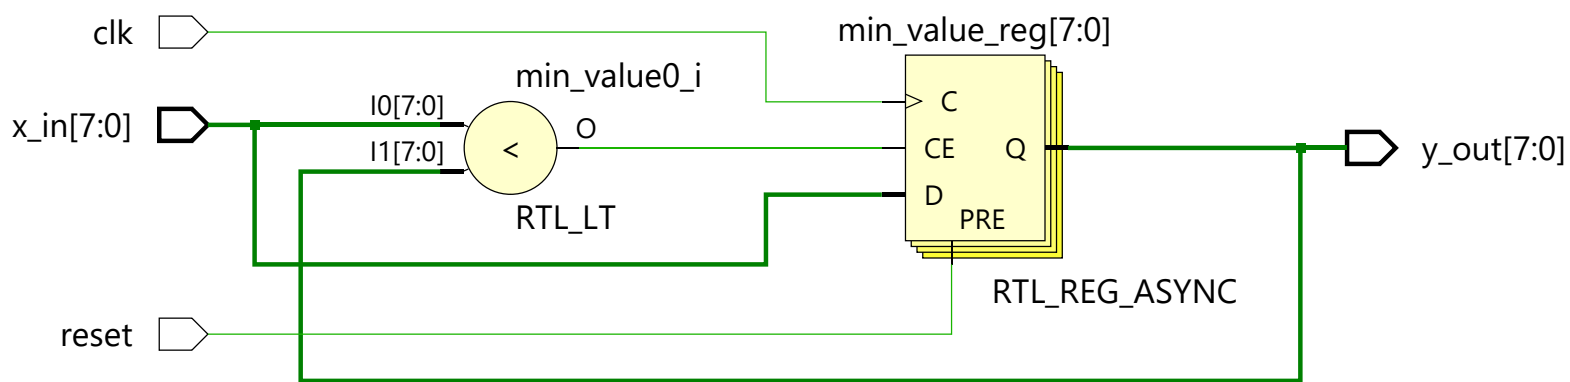 clk
min_value_reg[7:0]
min_value0_i
x_in[7:0]
I0[7:0]
I1[7:0]
<
O
C
CE
Q
D
PRE
y_out[7:0]
RTL_LT
RTL_REG_ASYNC
reset